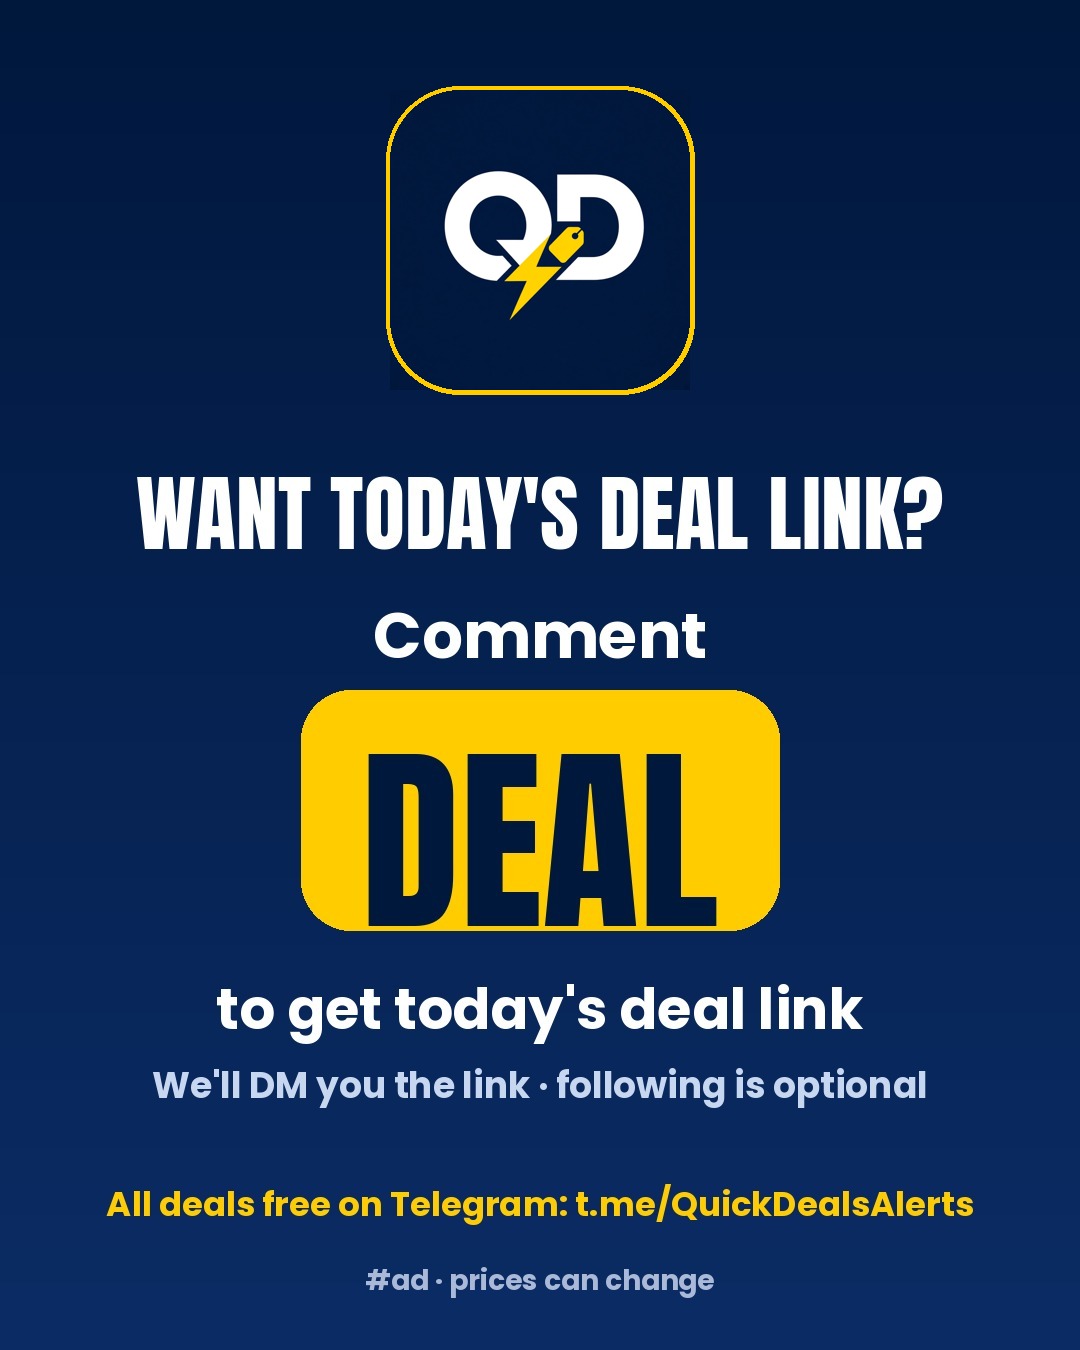 QD
WANT TODAY'S DEAL LINK?
Comment
DEAL
to get today's deal link
We'll DM you the link · following is optional
All deals free on Telegram: t.me/QuickDealsAlerts
#ad · prices can change